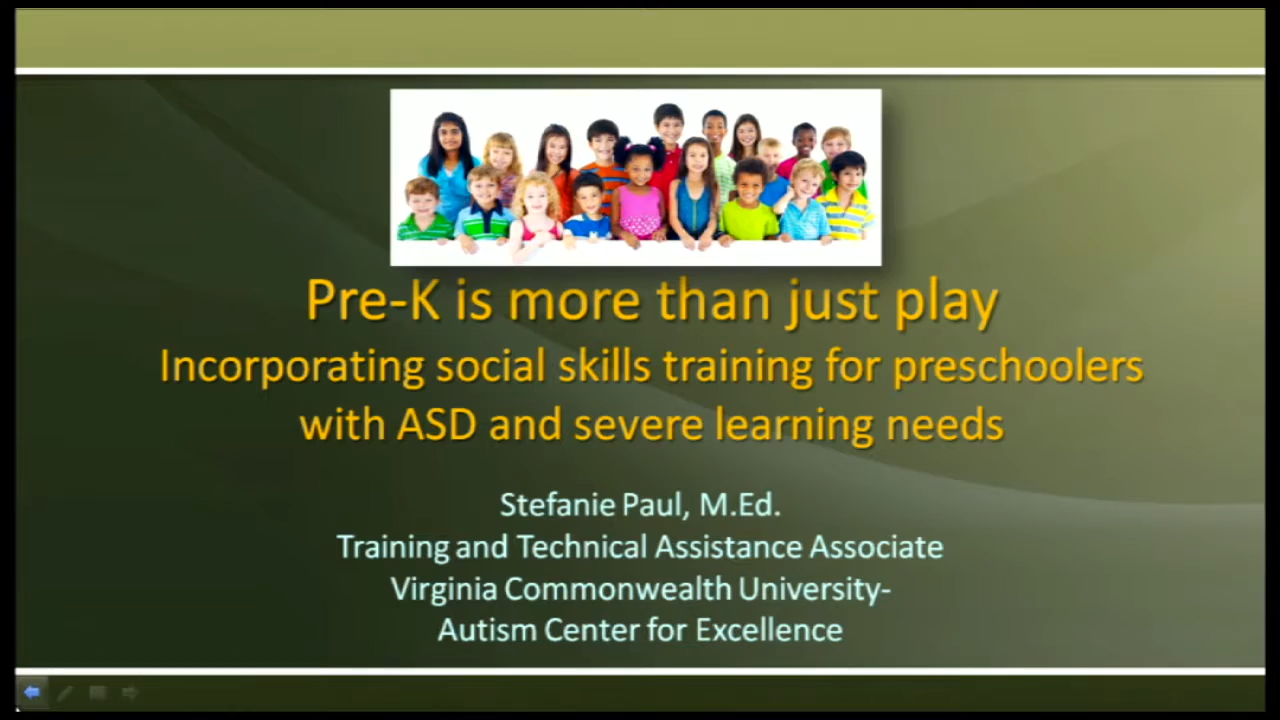 Pre-K is more than just play
Incorporating social skills training for preschoolers
with ASD and severe learning needs
Stefanie Paul, M.Ed.
Training and Technical Assistance Associate
Virginia Commonwealth University-
Autism Center for Excellence